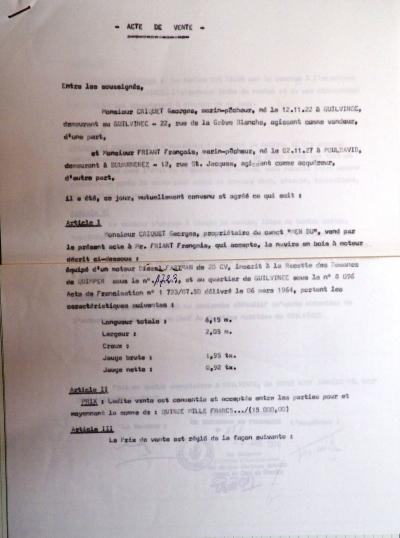 - ACTE DE VENTE -
Entre les soussignés,
Monsieur CAIQUET Georges, marin-pêcheur, né le 12.11.22 à GUILVINEC,
demeurant au GUILVINEC - 22, rue de la Grève Blanche, agissant comme vendeur,
d'une part,
et Monsieur FRIANT François, marin-pêcheur, né le 02.11.27 à POULDAVID,
demeurant à DOUARNENEZ - 12, rue St. Jacques, agissant comme acquéreur,
d'autre part,
il a été, ce jour, mutuellement convenu et agréé ce qui suit :
Article I
Monsieur CAIQUET Georges, propriétaire du canot "MEN DU", vend par
le présent acte à Mr. FRIANT François, qui accepte, le navire en bois à moteur
décrit ci-dessous :
équipé d'un moteur Diésel de 20 CV, inscrit à la Recette des Douanes
de QUIMPER sous le n° et au quartier de GUILVINEC sous le n° 8 096
Acte de Francisation n° : 723/67.50 délivré le 06 mars 1964, portant les
caractéristiques suivantes :
Longueur totale : 6,15 m.
Largeur : 2,05 m.
Creux :
Jauge brute : 1,95 tx.
Jauge nette : 0,92 tx.
Article II
PRIX : Ladite vente est consentie et acceptée entre les parties pour et
moyennant la somme de : QUINZE MILLE FRANCS.../(15 000,00)
Article III
Le Prix de vente est réglé de la façon suivante :